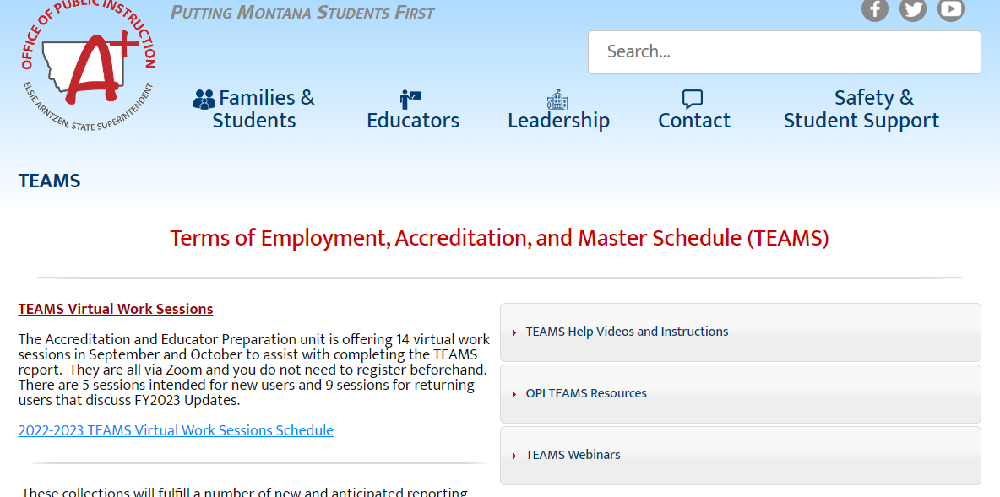 OFFICE OF PUBLIC INSTRUCTION
A+
ELSIE ARNTZEN, STATE SUPERINTENDENT
PUTTING MONTANA STUDENTS FIRST
Search...
Families &
Students
Educators
Leadership
Contact
Safety &
Student Support
TEAMS
Terms of Employment, Accreditation, and Master Schedule (TEAMS)
TEAMS Virtual Work Sessions
The Accreditation and Educator Preparation unit is offering 14 virtual work
sessions in September and October to assist with completing the TEAMS
report.  They are all via Zoom and you do not need to register beforehand.
There are 5 sessions intended for new users and 9 sessions for returning
users that discuss FY2023 Updates.
2022-2023 TEAMS Virtual Work Sessions Schedule
These collections will fulfill a number of new and anticipated reporting
TEAMS Help Videos and Instructions
OPI TEAMS Resources
TEAMS Webinars